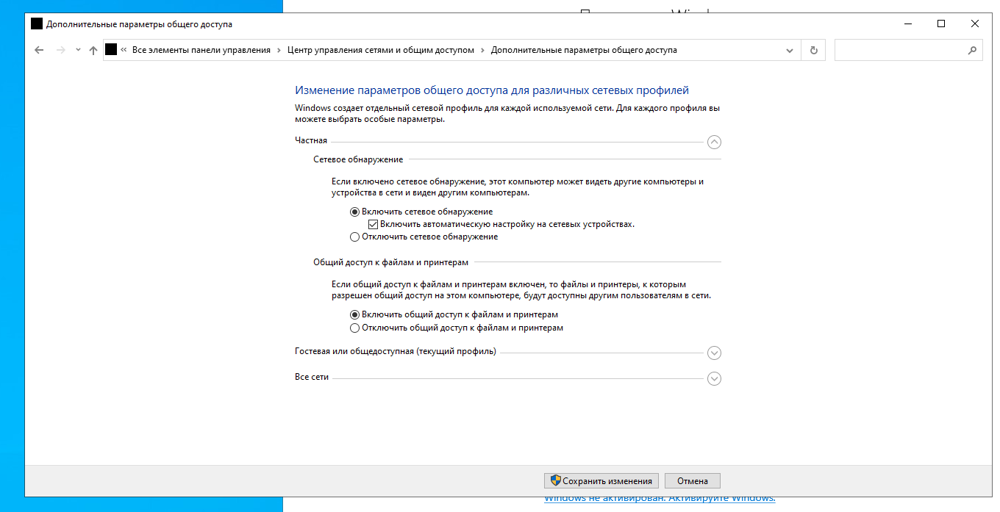 Дополнительные параметры общего доступа
« Все элементы панели управления › Центр управления сетями и общим доступом › Дополнительные параметры общего доступа
Изменение параметров общего доступа для различных сетевых профилей
Windows создает отдельный сетевой профиль для каждой используемой сети. Для каждого профиля вы
можете выбрать особые параметры.
Частная
Сетевое обнаружение
Если включено сетевое обнаружение, этот компьютер может видеть другие компьютеры и
устройства в сети и виден другим компьютерам.
Включить сетевое обнаружение
Включить автоматическую настройку на сетевых устройствах.
Отключить сетевое обнаружение
Общий доступ к файлам и принтерам
Если общий доступ к файлам и принтерам включен, то файлы и принтеры, к которым
разрешен общий доступ на этом компьютере, будут доступны другим пользователям в сети.
Включить общий доступ к файлам и принтерам
Отключить общий доступ к файлам и принтерам
Гостевая или общедоступная (текущий профиль)
Все сети
Сохранить изменения
Отмена
Windows не активирован. Активируйте Windows.